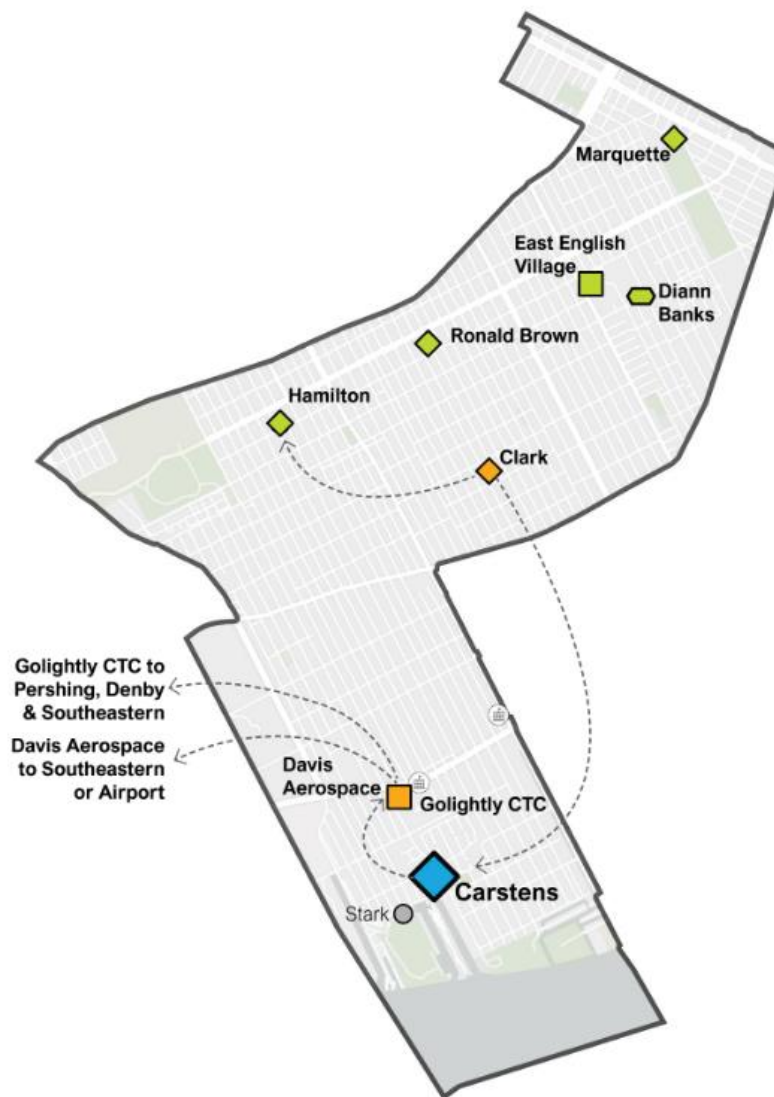 Marquette
East English
Village
Diann
Banks
Ronald Brown
Hamilton
Clark
Golightly CTC to
Pershing, Denby
& Southeastern
Davis Aerospace
to Southeastern
or Airport
Davis
Aerospace
Golightly CTC
Carstens
Stark